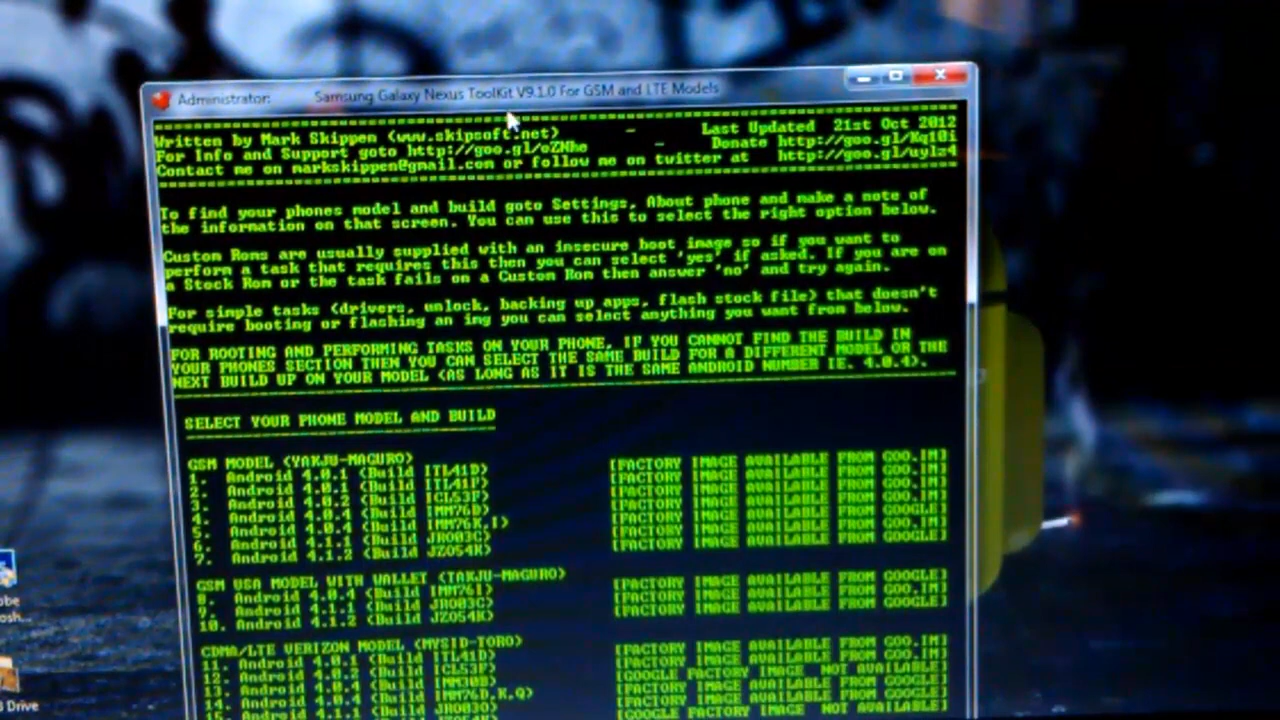 Administrator: Samsung Galaxy Nexus ToolKit V9.1.0 For GSM and LTE Models
Written by Mark Skippen (www.skipsoft.net) - Last Updated 21st Oct 2012
For Info and Support goto http://goo.gl/oZNhe - Donate http://goo.gl/Kq10i
Contact me on markskippen@gmail.com or follow me on twitter at http://goo.gl/uylz4
To find your phones model and build goto Settings, About phone and make a note of
the information on that screen. You can use this to select the right option below.
Custom Roms are usually supplied with an insecure boot image so if you want to
perform a task that requires this then you can select 'yes' if asked. If you are on
a Stock Rom or the task fails on a Custom Rom then answer 'no' and try again.
For simple tasks (drivers, unlock, backing up apps, flash stock file) that doesn't
require booting or flashing an img you can select anything you want from below.
FOR ROOTING AND PERFORMING TASKS ON YOUR PHONE, IF YOU CANNOT FIND THE BUILD IN
YOUR PHONES SECTION THEN YOU CAN SELECT THE SAME BUILD FOR A DIFFERENT MODEL OR THE
NEXT BUILD UP ON YOUR MODEL (AS LONG AS IT IS THE SAME ANDROID NUMBER IE. 4.0.4).
SELECT YOUR PHONE MODEL AND BUILD
GSM MODEL (YAKJU-MAGURO)
1. Android 4.0.1 (Build ITL41D) [FACTORY IMAGE AVAILABLE FROM GOO.IM]
2. Android 4.0.1 (Build ITL41F) [FACTORY IMAGE AVAILABLE FROM GOO.IM]
3. Android 4.0.2 (Build ICL53F) [FACTORY IMAGE AVAILABLE FROM GOO.IM]
4. Android 4.0.4 (Build IMM76D) [FACTORY IMAGE AVAILABLE FROM GOO.IM]
5. Android 4.0.4 (Build IMM76K,I) [FACTORY IMAGE AVAILABLE FROM GOOGLE]
6. Android 4.1.1 (Build JRO03C) [FACTORY IMAGE AVAILABLE FROM GOO.IM]
7. Android 4.1.2 (Build JZO54K) [FACTORY IMAGE AVAILABLE FROM GOOGLE]
GSM USA MODEL WITH WALLET (TAKJU-MAGURO)
8. Android 4.0.4 (Build IMM76I) [FACTORY IMAGE AVAILABLE FROM GOOGLE]
9. Android 4.1.1 (Build JRO03C) [FACTORY IMAGE AVAILABLE FROM GOOGLE]
10. Android 4.1.2 (Build JZO54K) [FACTORY IMAGE AVAILABLE FROM GOOGLE]
CDMA/LTE VERIZON MODEL (MYSID-TORO)
11. Android 4.0.1 (Build ITL41D) [FACTORY IMAGE AVAILABLE FROM GOO.IM]
12. Android 4.0.2 (Build ICL53F) [FACTORY IMAGE AVAILABLE FROM GOO.IM]
13. Android 4.0.4 (Build IMM30B) [GOOGLE FACTORY IMAGE NOT AVAILABLE]
14. Android 4.0.4 (Build IMM76D,K,Q) [FACTORY IMAGE AVAILABLE FROM GOO.IM]
15. Android 4.1.1 (Build JRO03O) [FACTORY IMAGE AVAILABLE FROM GOOGLE]
[GOOGLE FACTORY IMAGE NOT AVAILABLE]
Drive